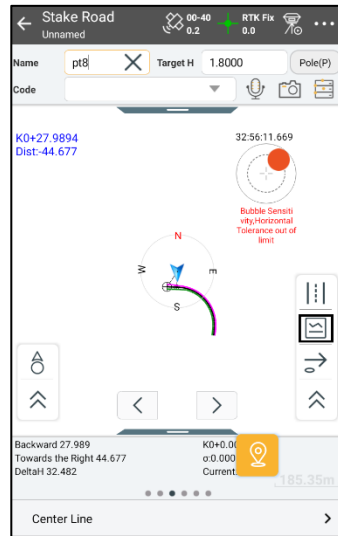 Stake Road
Unnamed
00-40
0.2
RTK Fix
0.0
Name
pt8
Target H
1.8000
Pole(P)
Code
K0+27.9894
Dist:-44.677
32:56:11.669
Bubble Sensiti
vity,Horizontal
Tolerance out of
limit
N
W
E
S
Backward 27.989
K0+0.00
Towards the Right 44.677
σ:0.000
DeltaH 32.482
Current:
185.35m
Center Line